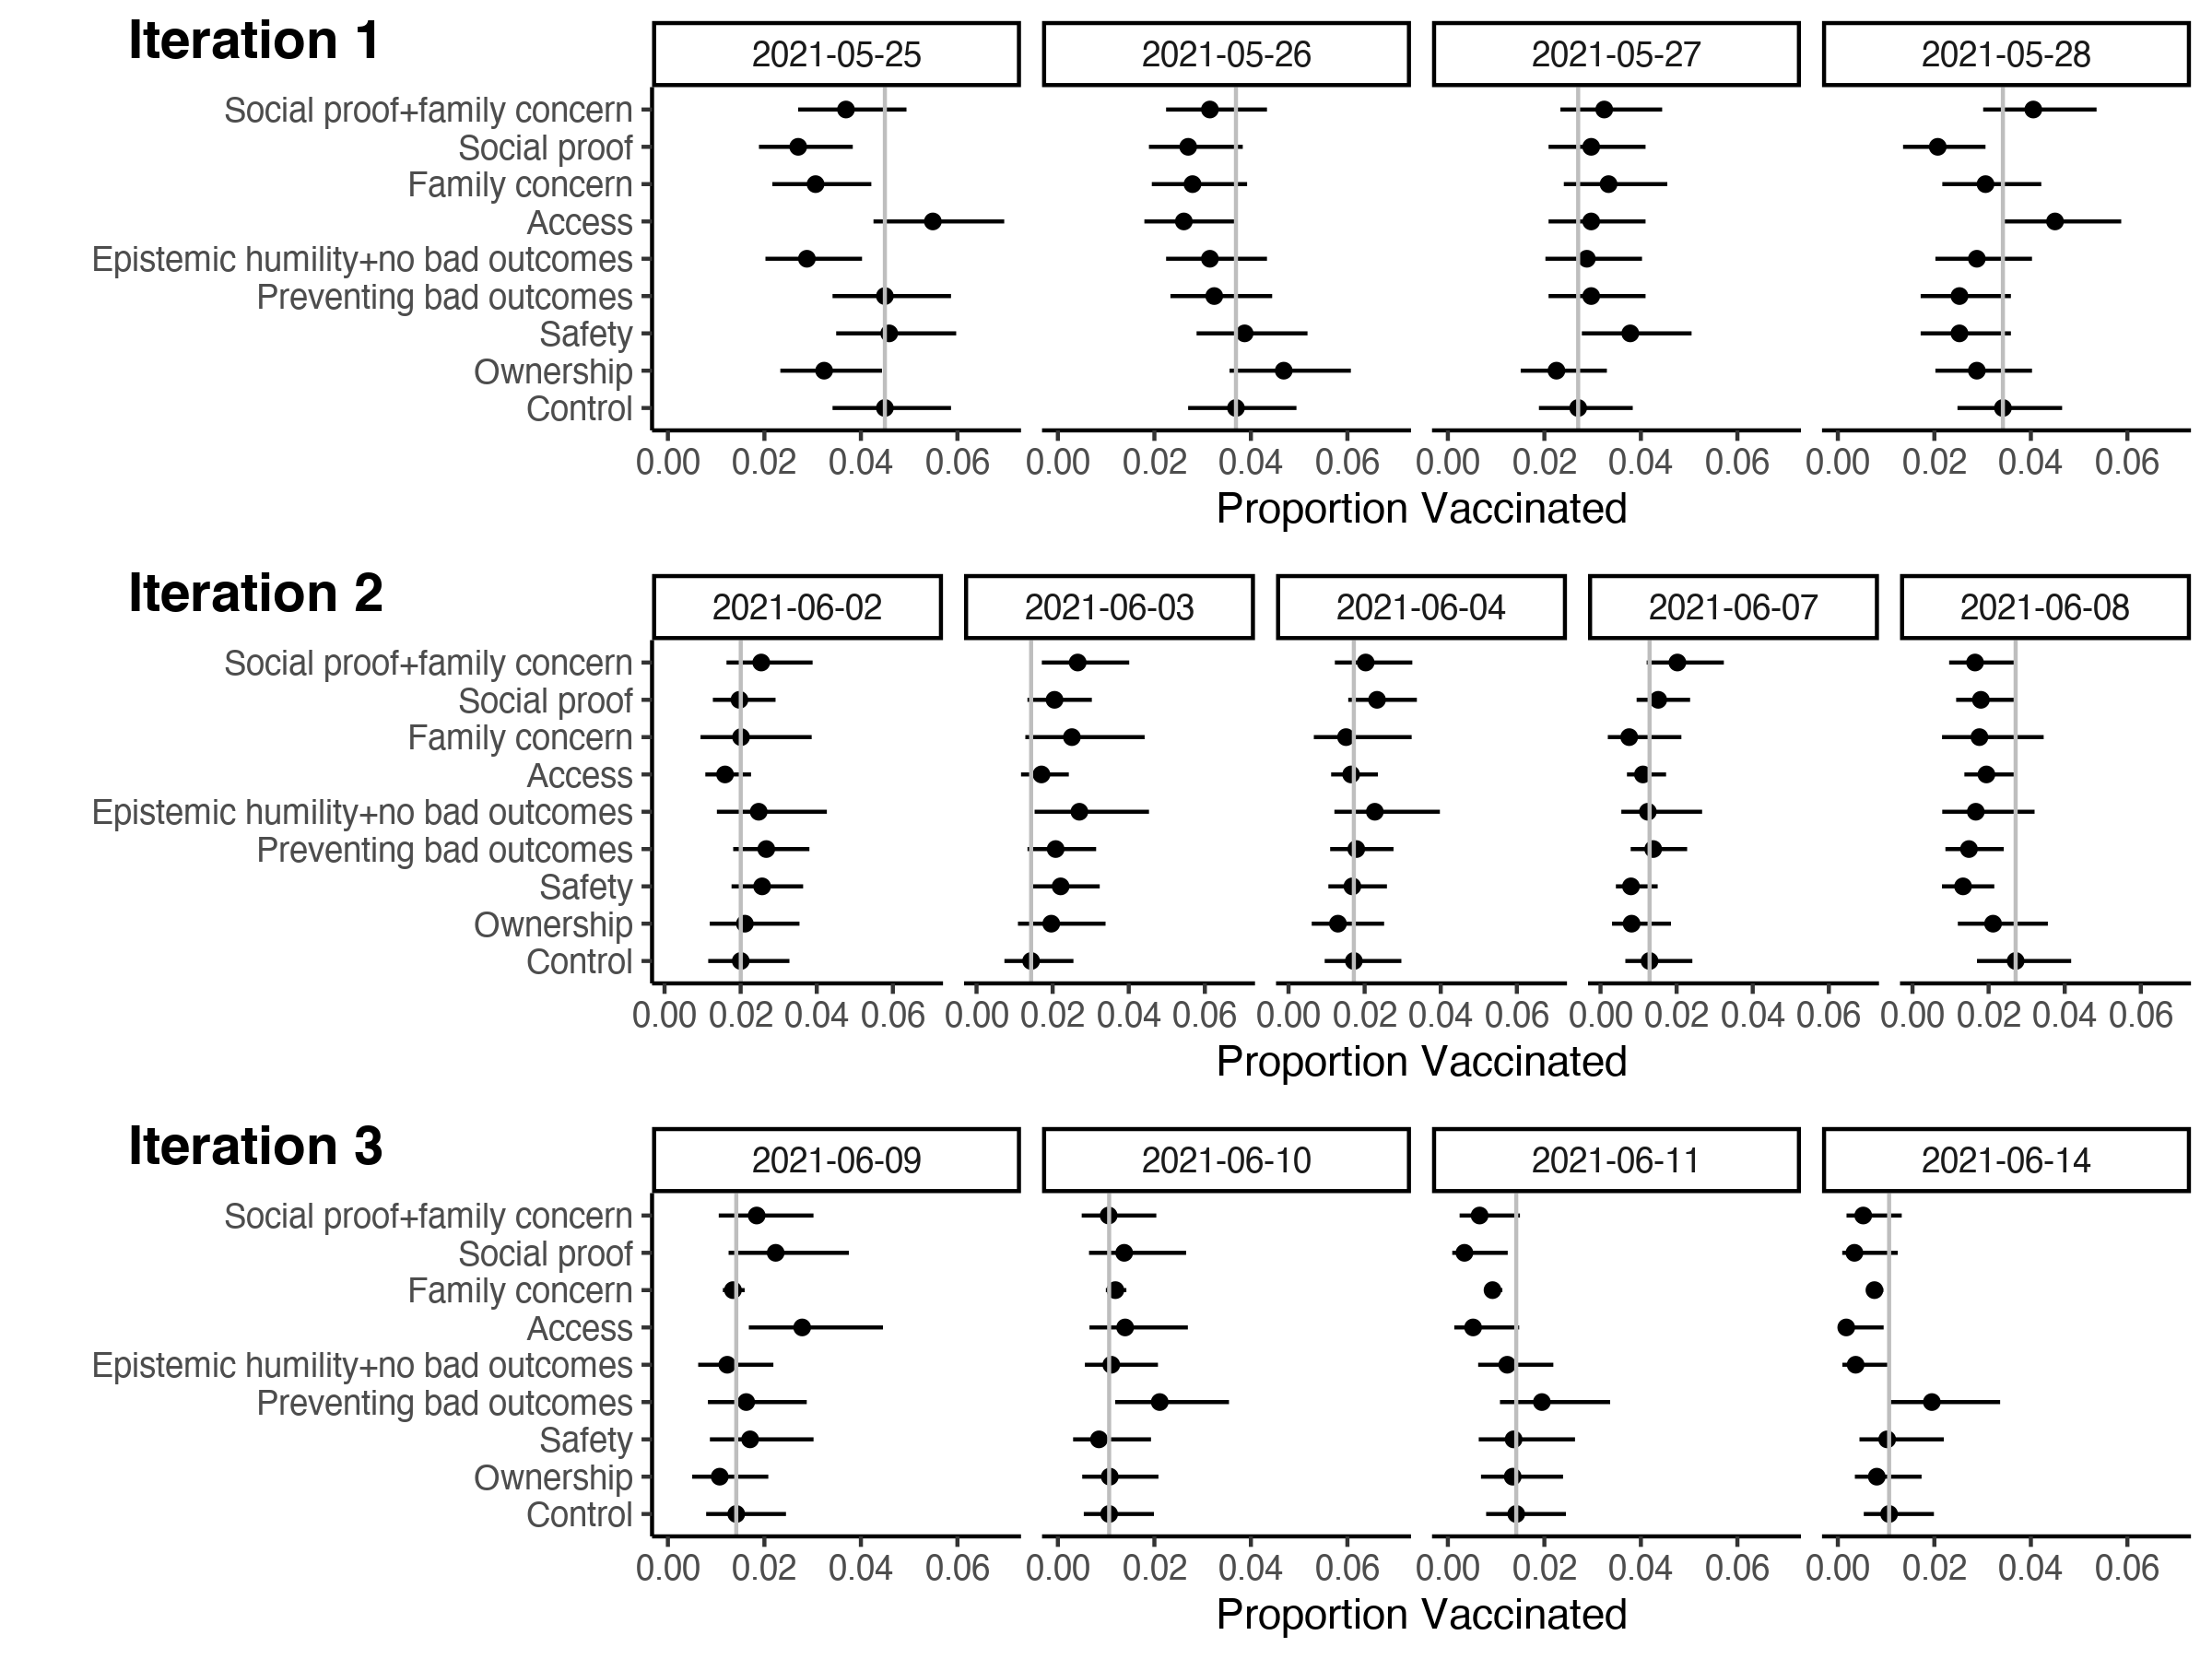 Iteration 1
2021-05-25 2021-05-26 2021-05-27 2021-05-28
Social proof+family concern
Social proof
Family concern
Access
Epistemic humility+no bad outcomes
Preventing bad outcomes
Safety
Ownership
Control
0.00 0.02 0.04 0.06 0.00 0.02 0.04 0.06 0.00 0.02 0.04 0.06 0.00 0.02 0.04 0.06
Proportion Vaccinated
Iteration 2
2021-06-02 2021-06-03 2021-06-04 2021-06-07 2021-06-08
Social proof+family concern
Social proof
Family concern
Access
Epistemic humility+no bad outcomes
Preventing bad outcomes
Safety
Ownership
Control
0.00 0.02 0.04 0.06 0.00 0.02 0.04 0.06 0.00 0.02 0.04 0.06 0.00 0.02 0.04 0.06 0.00 0.02 0.04 0.06
Proportion Vaccinated
Iteration 3
2021-06-09 2021-06-10 2021-06-11 2021-06-14
Social proof+family concern
Social proof
Family concern
Access
Epistemic humility+no bad outcomes
Preventing bad outcomes
Safety
Ownership
Control
0.00 0.02 0.04 0.06 0.00 0.02 0.04 0.06 0.00 0.02 0.04 0.06 0.00 0.02 0.04 0.06
Proportion Vaccinated